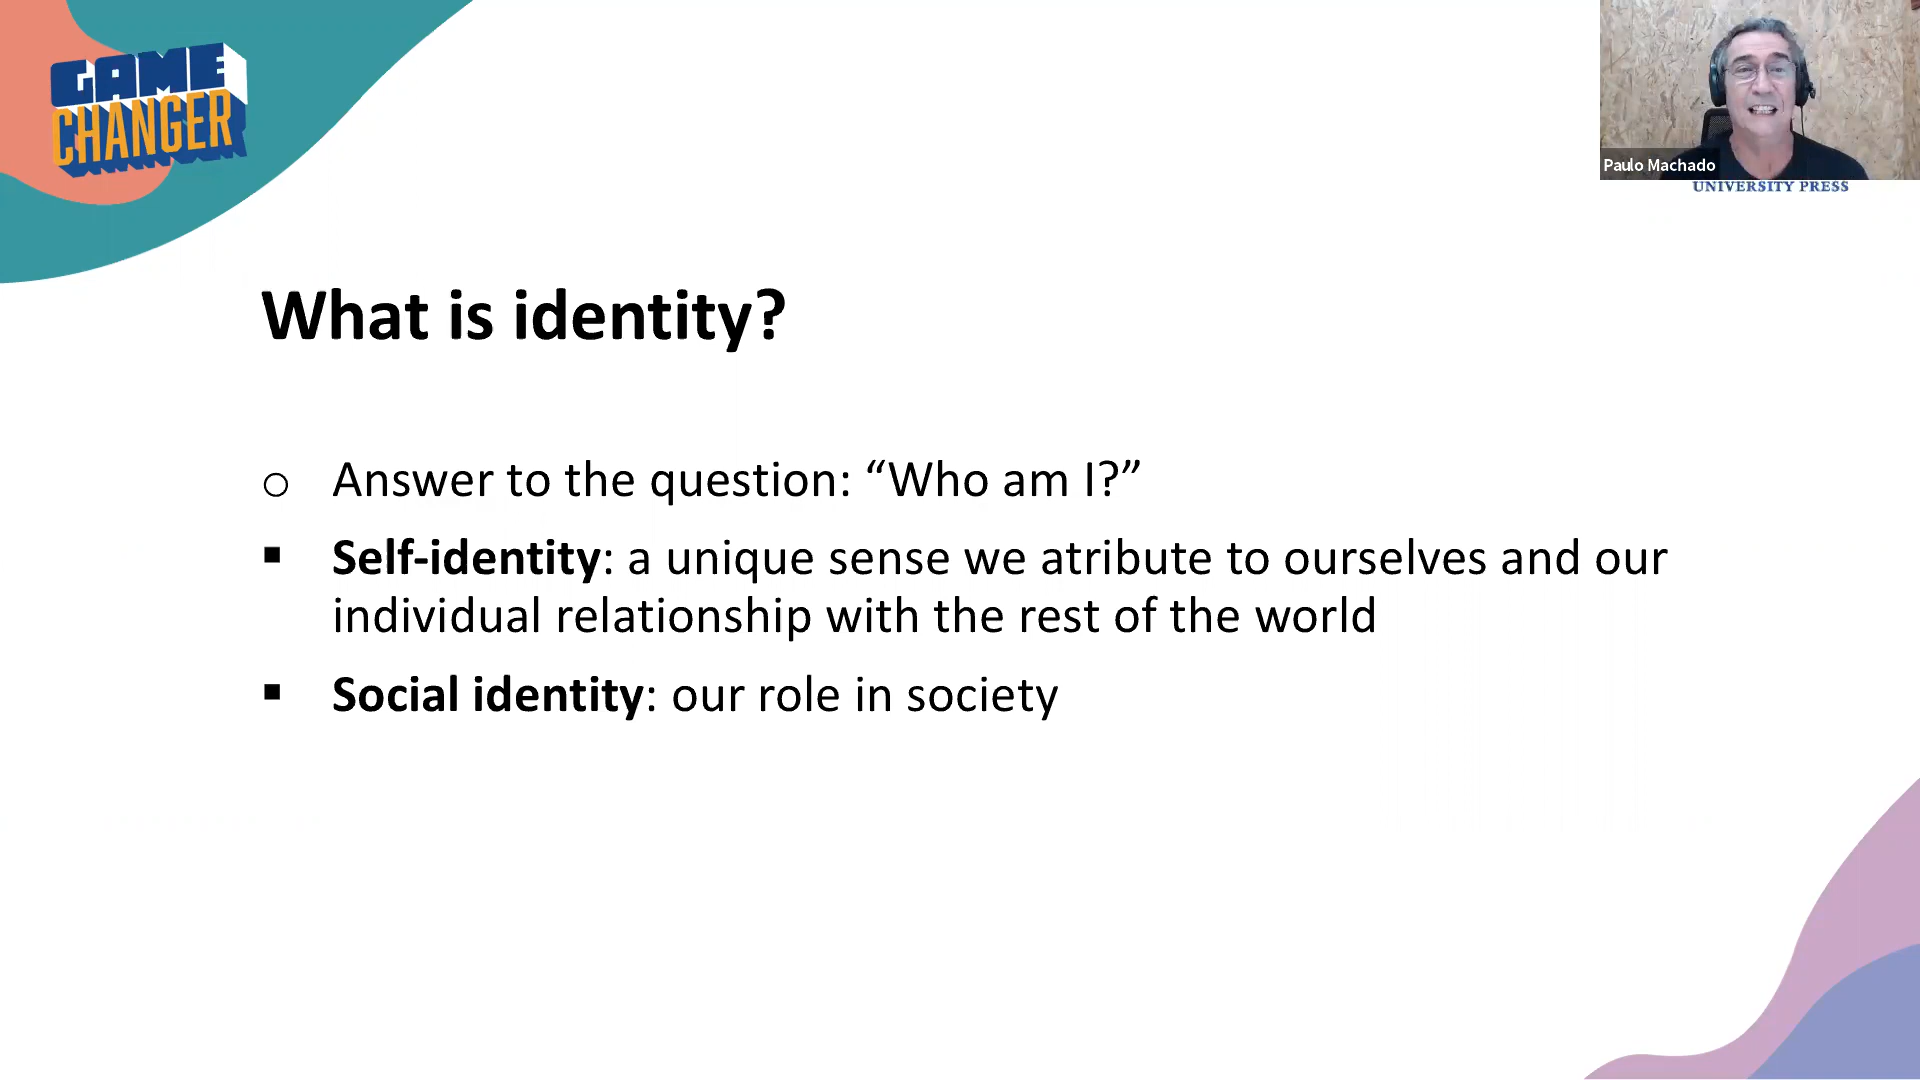 GAME
CHANGER
Paulo Machado
UNIVERSITY PRESS
What is identity?
o Answer to the question: “Who am I?”
▪ Self-identity: a unique sense we atribute to ourselves and our
individual relationship with the rest of the world
▪ Social identity: our role in society